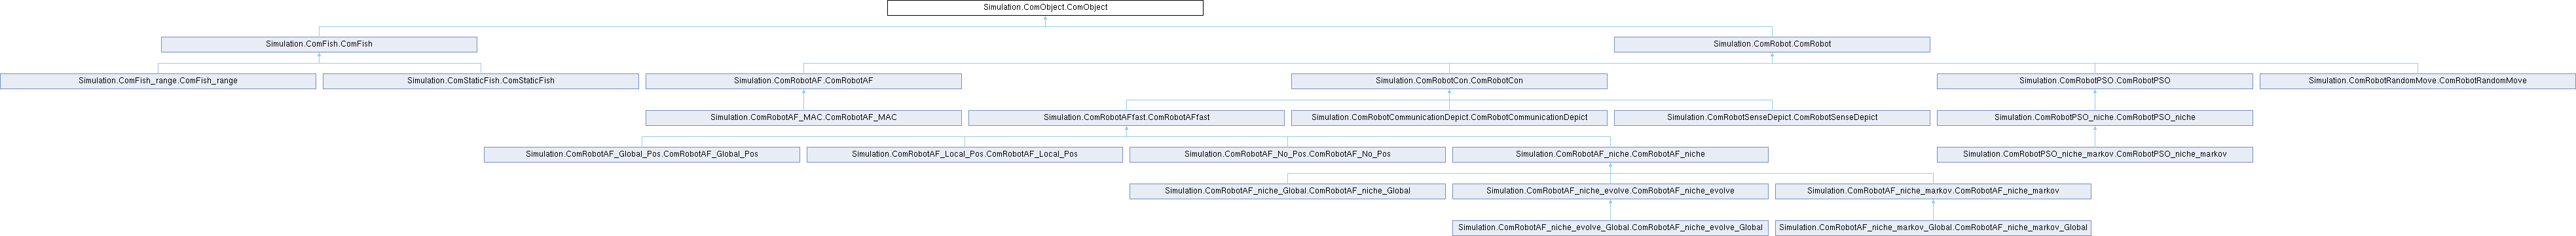 Simulation.ComObject.ComObject
Simulation.ComFish.ComFish
Simulation.ComRobot.ComRobot
Simulation.ComFish_range.ComFish_range
Simulation.ComStaticFish.ComStaticFish
Simulation.ComRobotAF.ComRobotAF
Simulation.ComRobotCon.ComRobotCon
Simulation.ComRobotPSO.ComRobotPSO
Simulation.ComRobotRandomMove.ComRobotRandomMove
Simulation.ComRobotAF_MAC.ComRobotAF_MAC
Simulation.ComRobotAFfast.ComRobotAFfast
Simulation.ComRobotCommunicationDepict.ComRobotCommunicationDepict
Simulation.ComRobotSenseDepict.ComRobotSenseDepict
Simulation.ComRobotPSO_niche.ComRobotPSO_niche
Simulation.ComRobotAF_Global_Pos.ComRobotAF_Global_Pos
Simulation.ComRobotAF_Local_Pos.ComRobotAF_Local_Pos
Simulation.ComRobotAF_No_Pos.ComRobotAF_No_Pos
Simulation.ComRobotAF_niche.ComRobotAF_niche
Simulation.ComRobotPSO_niche_markov.ComRobotPSO_niche_markov
Simulation.ComRobotAF_niche_Global.ComRobotAF_niche_Global
Simulation.ComRobotAF_niche_evolve.ComRobotAF_niche_evolve
Simulation.ComRobotAF_niche_markov.ComRobotAF_niche_markov
Simulation.ComRobotAF_niche_evolve_Global.ComRobotAF_niche_evolve_Global
Simulation.ComRobotAF_niche_markov_Global.ComRobotAF_niche_markov_Global